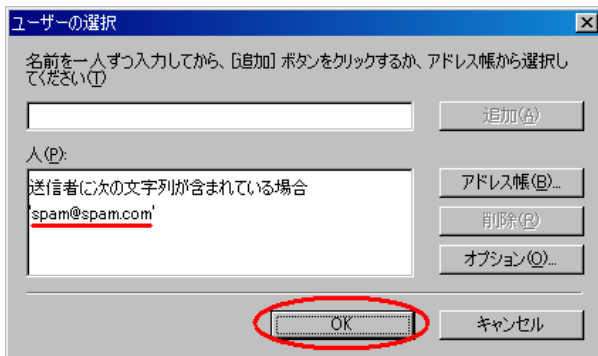 ユーザーの選択
名前を一人ずつ入力してから、[追加] ボタンをクリックするか、アドレス帳から選択し
てください(T)
追加(A)
人(P):
送信者に次の文字列が含まれている場合
'spam@spam.com'
アドレス帳(B)...
削除(R)
オプション(O)...
OK
キャンセル